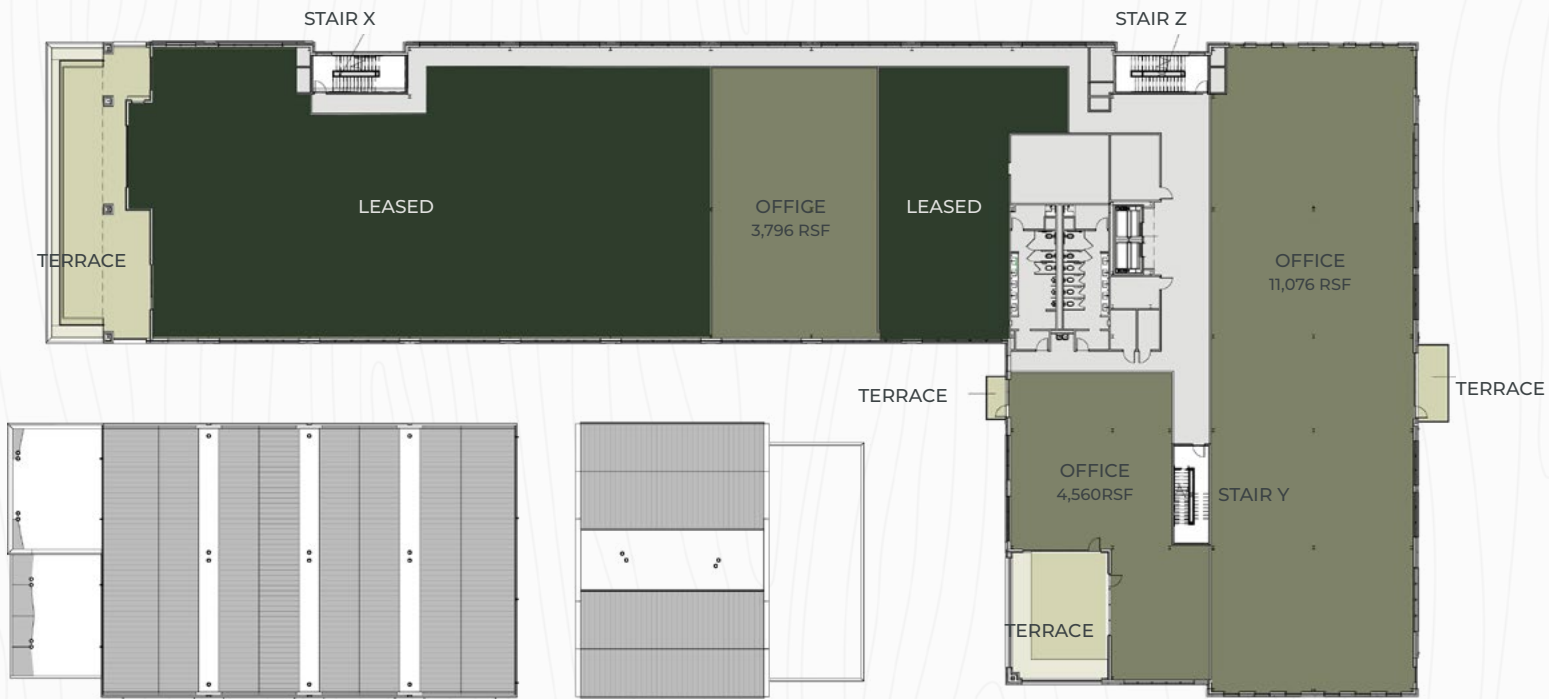 STAIR X
STAIR Z
LEASED
OFFIGE
3,796 RSF
LEASED
TERRACE
OFFICE
11,076 RSF
TERRACE
TERRACE
OFFICE
4,560RSF
STAIR Y
TERRACE